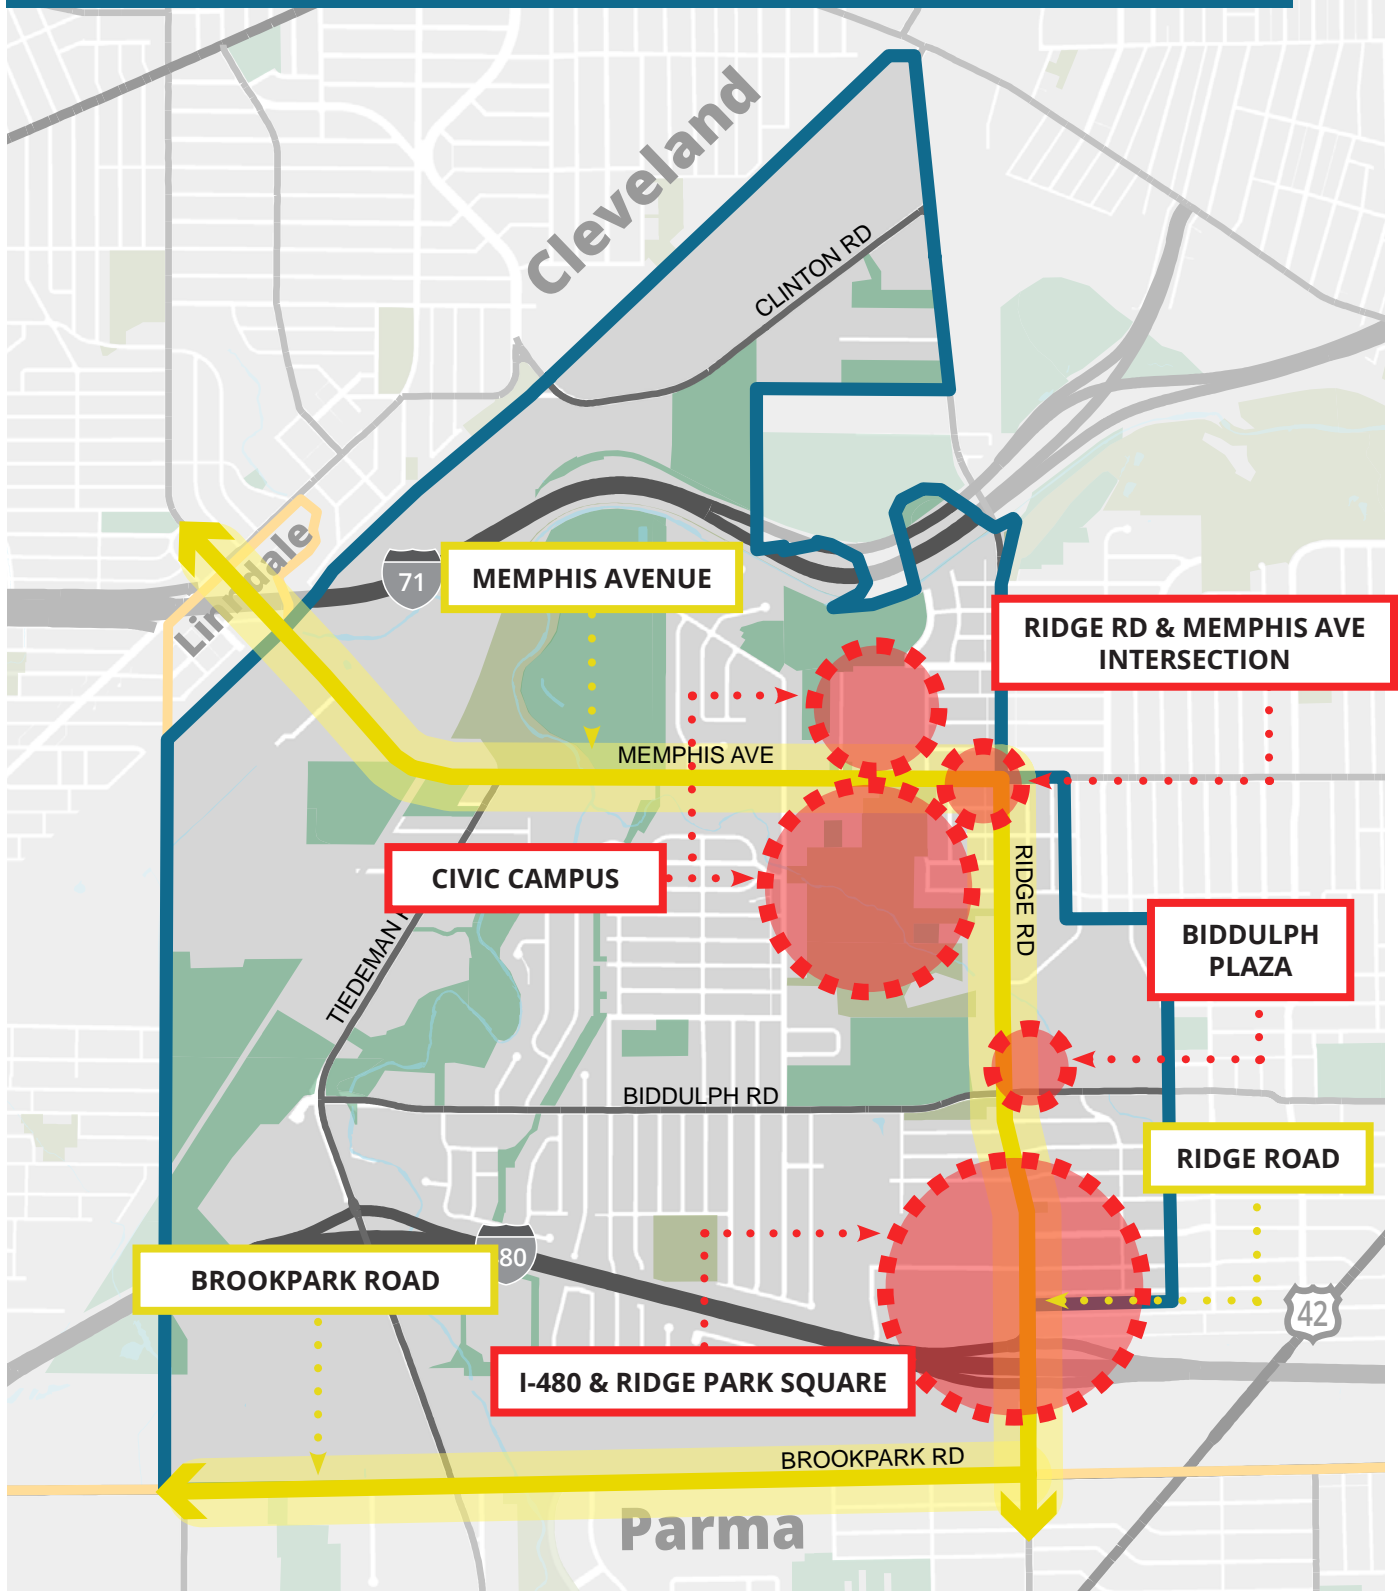 Cleveland
CLINTON RD
Linndale
71
MEMPHIS AVENUE
RIDGE RD & MEMPHIS AVE
INTERSECTION
MEMPHIS AVE
CIVIC CAMPUS
RIDGE RD
TIEDEMAN
BIDDULPH
PLAZA
BIDDULPH RD
RIDGE ROAD
BROOKPARK ROAD
80
42
I-480 & RIDGE PARK SQUARE
BROOKPARK RD
Parma